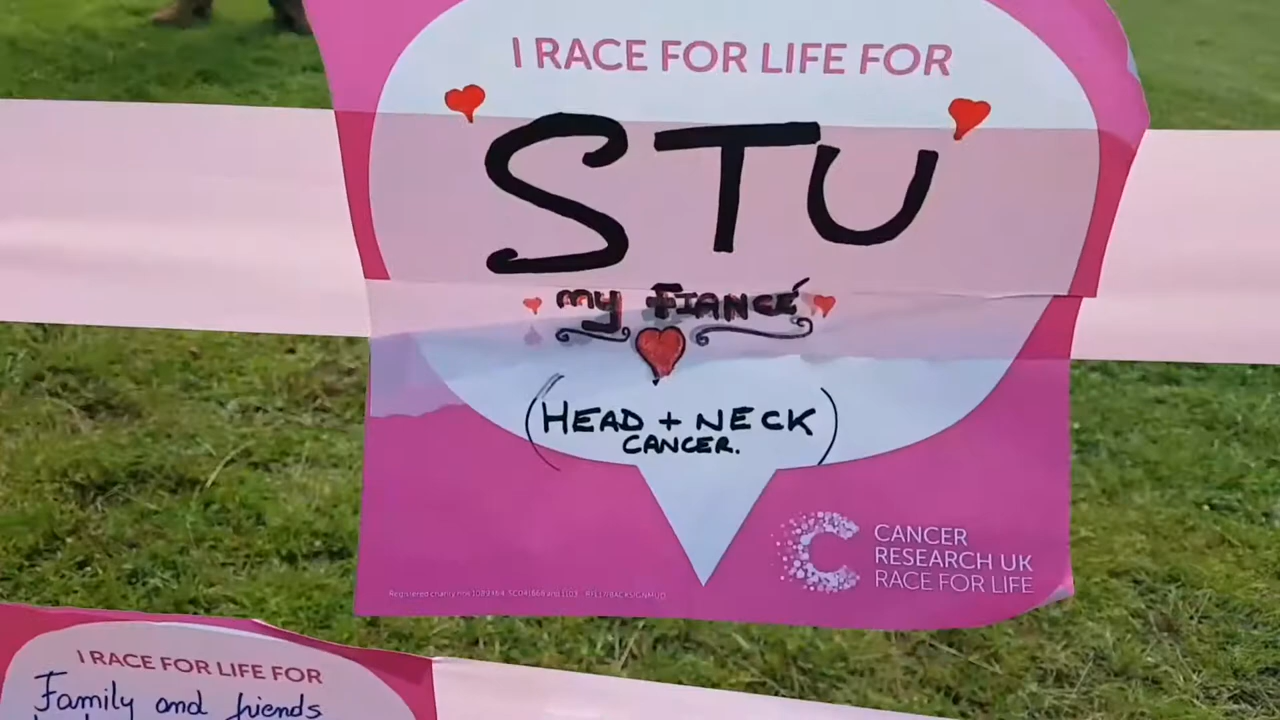 I RACE FOR LIFE FOR
STU
my FIANCÉ
(HEAD + NECK
CANCER.)
CANCER
RESEARCH UK
RACE FOR LIFE
I RACE FOR LIFE FOR
Family and friends